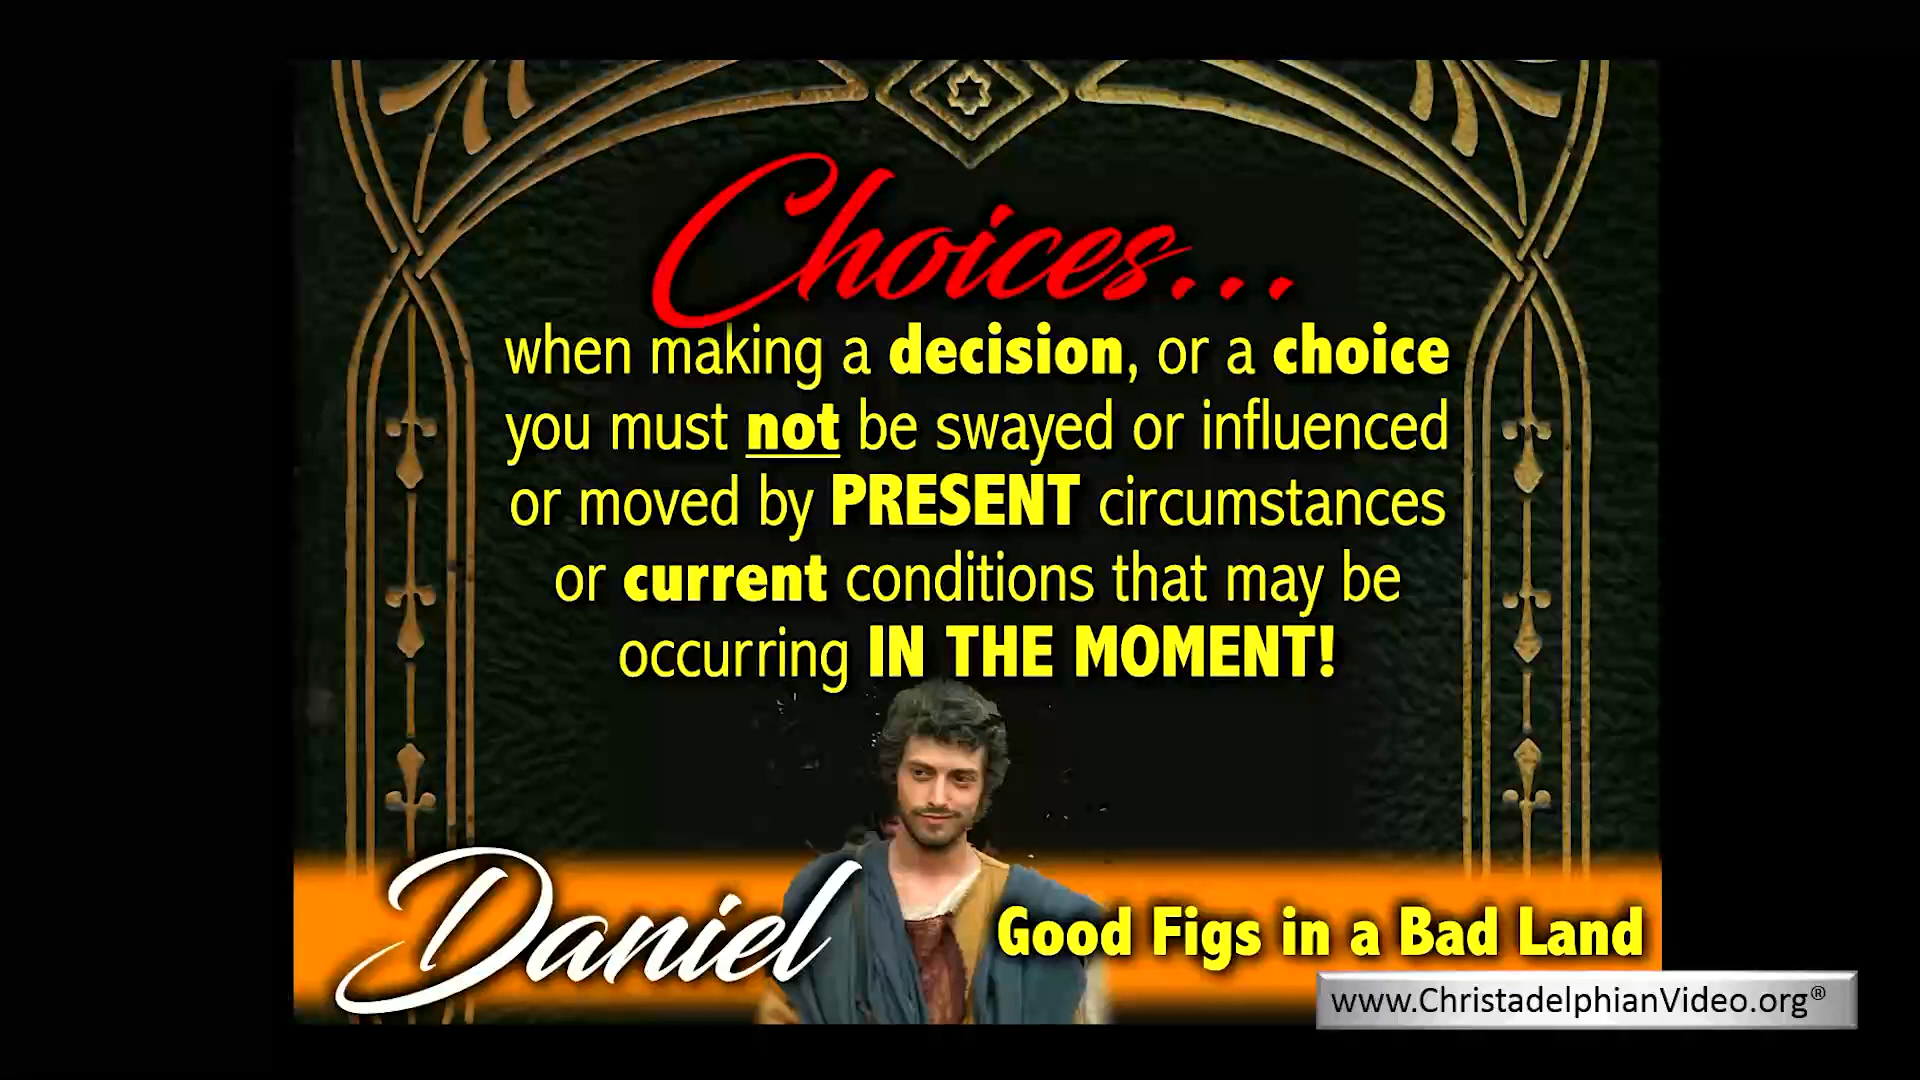 Choices...
when making a decision, or a choice
you must not be swayed or influenced
or moved by PRESENT circumstances
or current conditions that may be
occurring IN THE MOMENT!
Daniel
Good Figs in a Bad Land
www.ChristadelphianVideo.org®